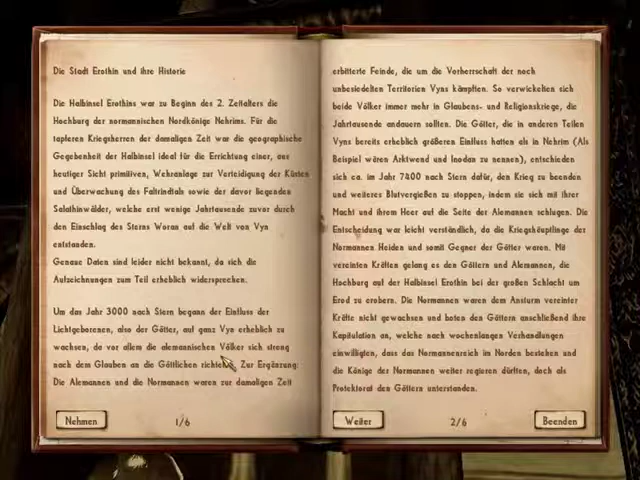 Die Stadt Erothin und ihre Historie
Die Halbinsel Erothins war zu Beginn des 2. Zeitalters die
Hochburg der normannischen Nordkönige Nehrims. Für die
tapferen Kriegsherren der damaligen Zeit war die geographische
Gegebenheit der Halbinsel ideal für die Errichtung einer, aus
heutiger Sicht primitiven, Wehranlage zur Verteidigung der Küsten
und Überwachung des Faltrindtals sowie der davor liegenden
Salathinwälder, welche erst wenige Jahrtausende zuvor durch
den Einschlag des Sterns Woran auf die Welt von Vyn
entstanden.
Genaue Daten sind leider nicht bekannt, da sich die
Aufzeichnungen zum Teil erheblich widersprechen.
Um das Jahr 3000 nach Stern begann der Einfluss der
Lichtgeborenen, also der Götter, auf ganz Vyn erheblich zu
wachsen, da vor allem die alemannischen Völker sich streng
nach dem Glauben an die Göttlichen richteten. Zur Ergänzung:
Die Alemannen und die Normannen waren zur damaligen Zeit
Nehmen
1/6
erbitterte Feinde, die um die Vorherrschaft der noch
unbesiedelten Territorien Vyns kämpften. So verwickelten sich
beide Völker immer mehr in Glaubens- und Religionskriege, die
Jahrtausende andauern sollten. Die Götter, die in anderen Teilen
Vyns bereits erheblich größeren Einfluss hatten als in Nehrim (Als
Beispiel wären Arktwend und Inodan zu nennen), entschieden
sich ca. im Jahr 7400 nach Stern dafür, den Krieg zu beenden
und weiteres Blutvergießen zu stoppen, indem sie sich mit ihrer
Macht und ihrem Heer auf die Seite der Alemannen schlugen. Die
Entscheidung war leicht verständlich, da die Kriegshäuptlinge der
Normannen Heiden und somit Gegner der Götter waren. Mit
vereinten Kräften gelang es den Göttern und Alemannen, die
Hochburg auf der Halbinsel Erothin bei der großen Schlacht um
Erod zu erobern. Die Normannen waren dem Ansturm vereinter
Kräfte nicht gewachsen und boten den Göttern anschließend ihre
Kapitulation an, welche nach wochenlangen Verhandlungen
einwilligten, dass das Normannenreich im Norden bestehen und
die Könige der Normannen weiter regieren dürften, doch als
Protektorat den Göttern unterstanden.
Weiter
2/6
Beenden